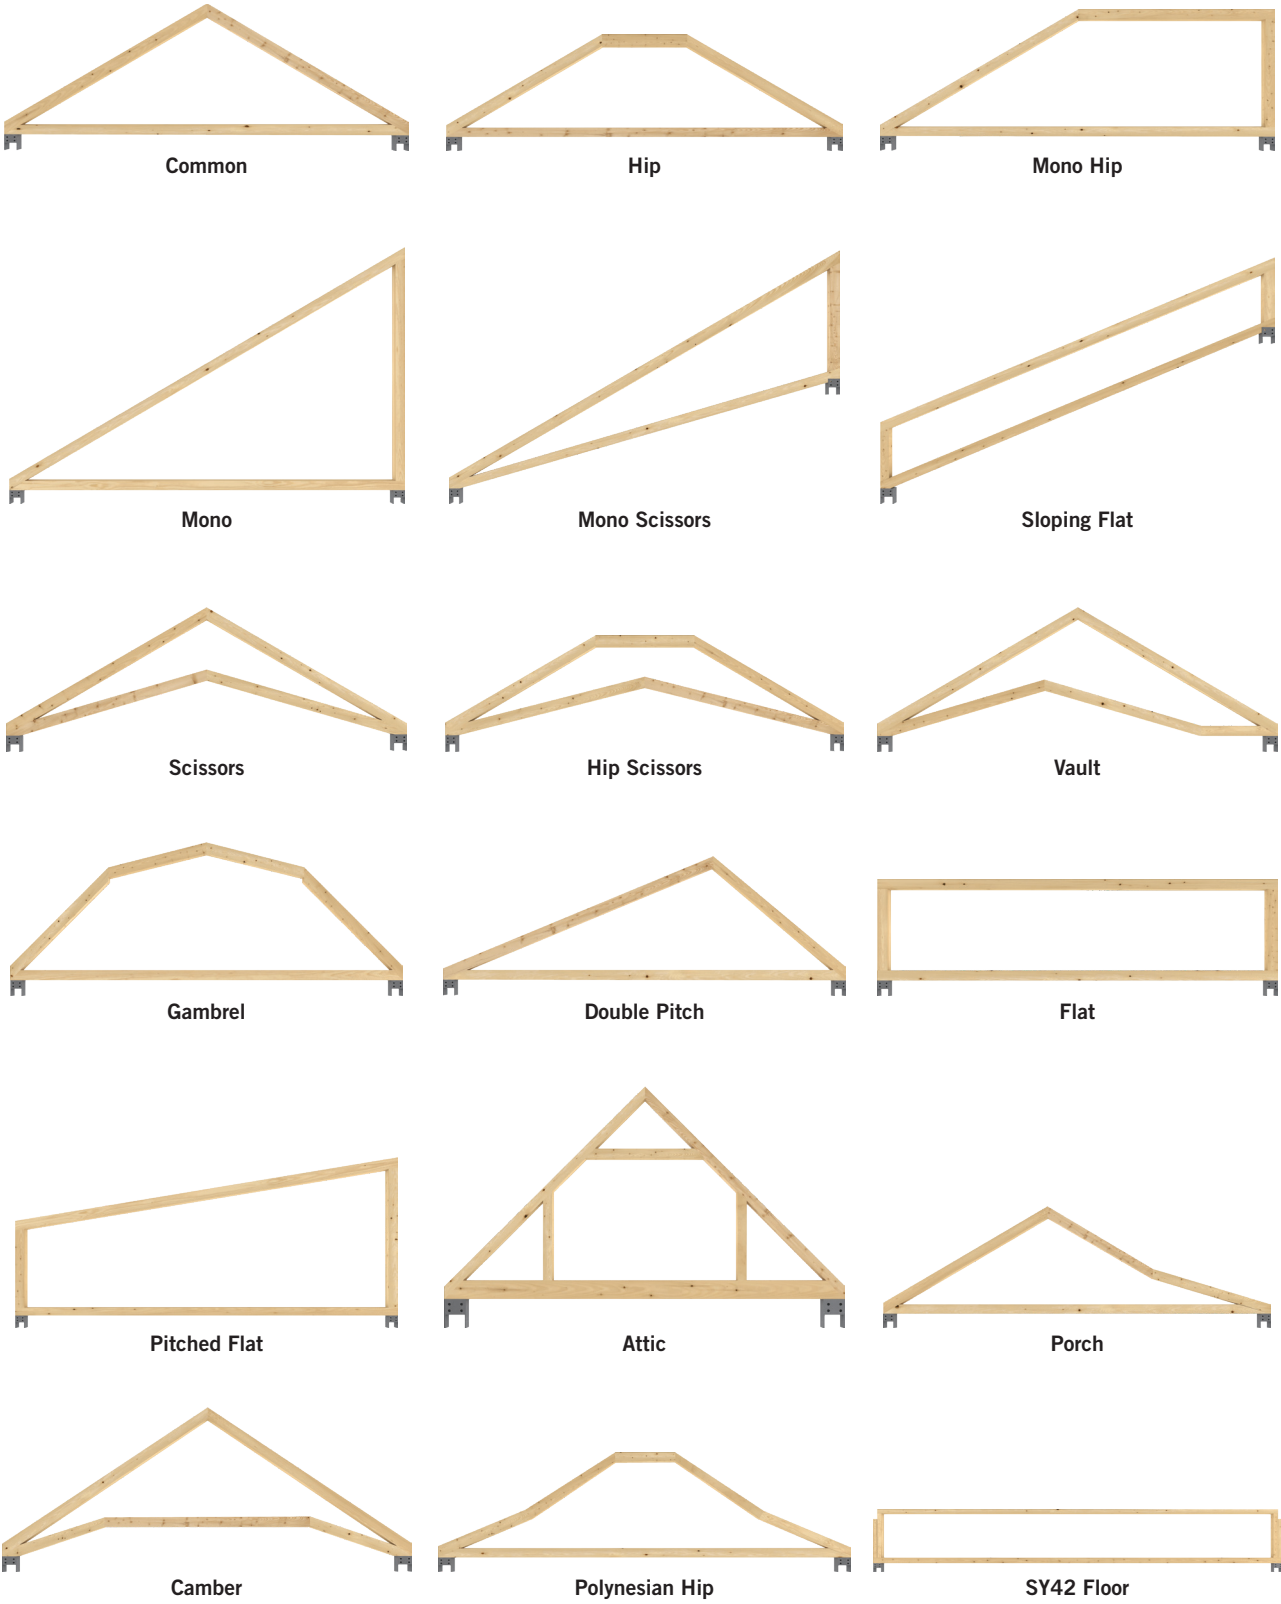 Common
Hip
Mono Hip
Mono
Mono Scissors
Sloping Flat
Scissors
Hip Scissors
Vault
Gambrel
Double Pitch
Flat
Pitched Flat
Attic
Porch
Camber
Polynesian Hip
SY42 Floor